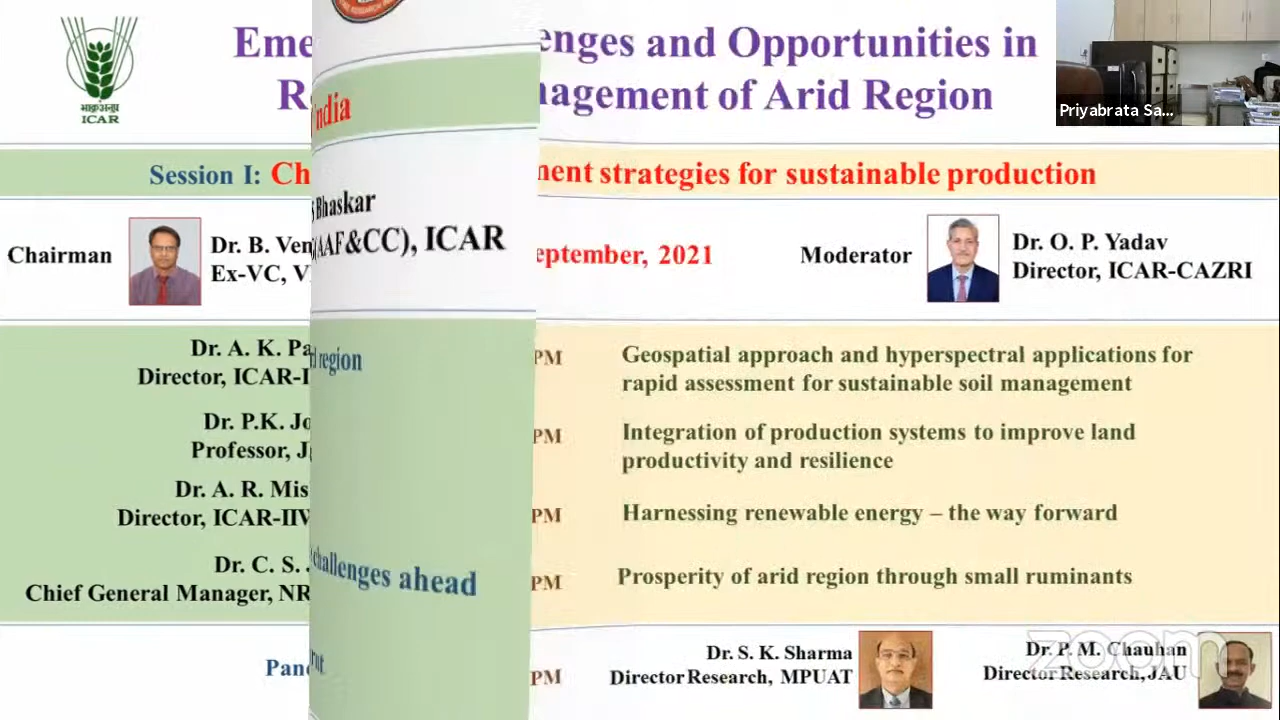 भाकृअनुप
ICAR
Eme enges and Opportunities in
R nagement of Arid Region
Priyabrata Sa...
India
Session I: Ch ment strategies for sustainable production
Chairman
Dr. B. Ven
Ex-VC, V
s Bhaskar
(AAF&CC), ICAR
eptember, 2021
Moderator
Dr. O. P. Yadav
Director, ICAR-CAZRI
Dr. A. K. Pa
Director, ICAR-I
region
PM
Geospatial approach and hyperspectral applications for
rapid assessment for sustainable soil management
Dr. P.K. Jo
Professor, J
PM
Integration of production systems to improve land
productivity and resilience
Dr. A. R. Mis
Director, ICAR-IIW
PM
Harnessing renewable energy – the way forward
Dr. C. S.
Chief General Manager, NR
challenges ahead
PM
Prosperity of arid region through small ruminants
Pane
PM
Dr. S. K. Sharma
Director Research, MPUAT
Dr. P. M. Chauhan
Director Research, JAU
zoom